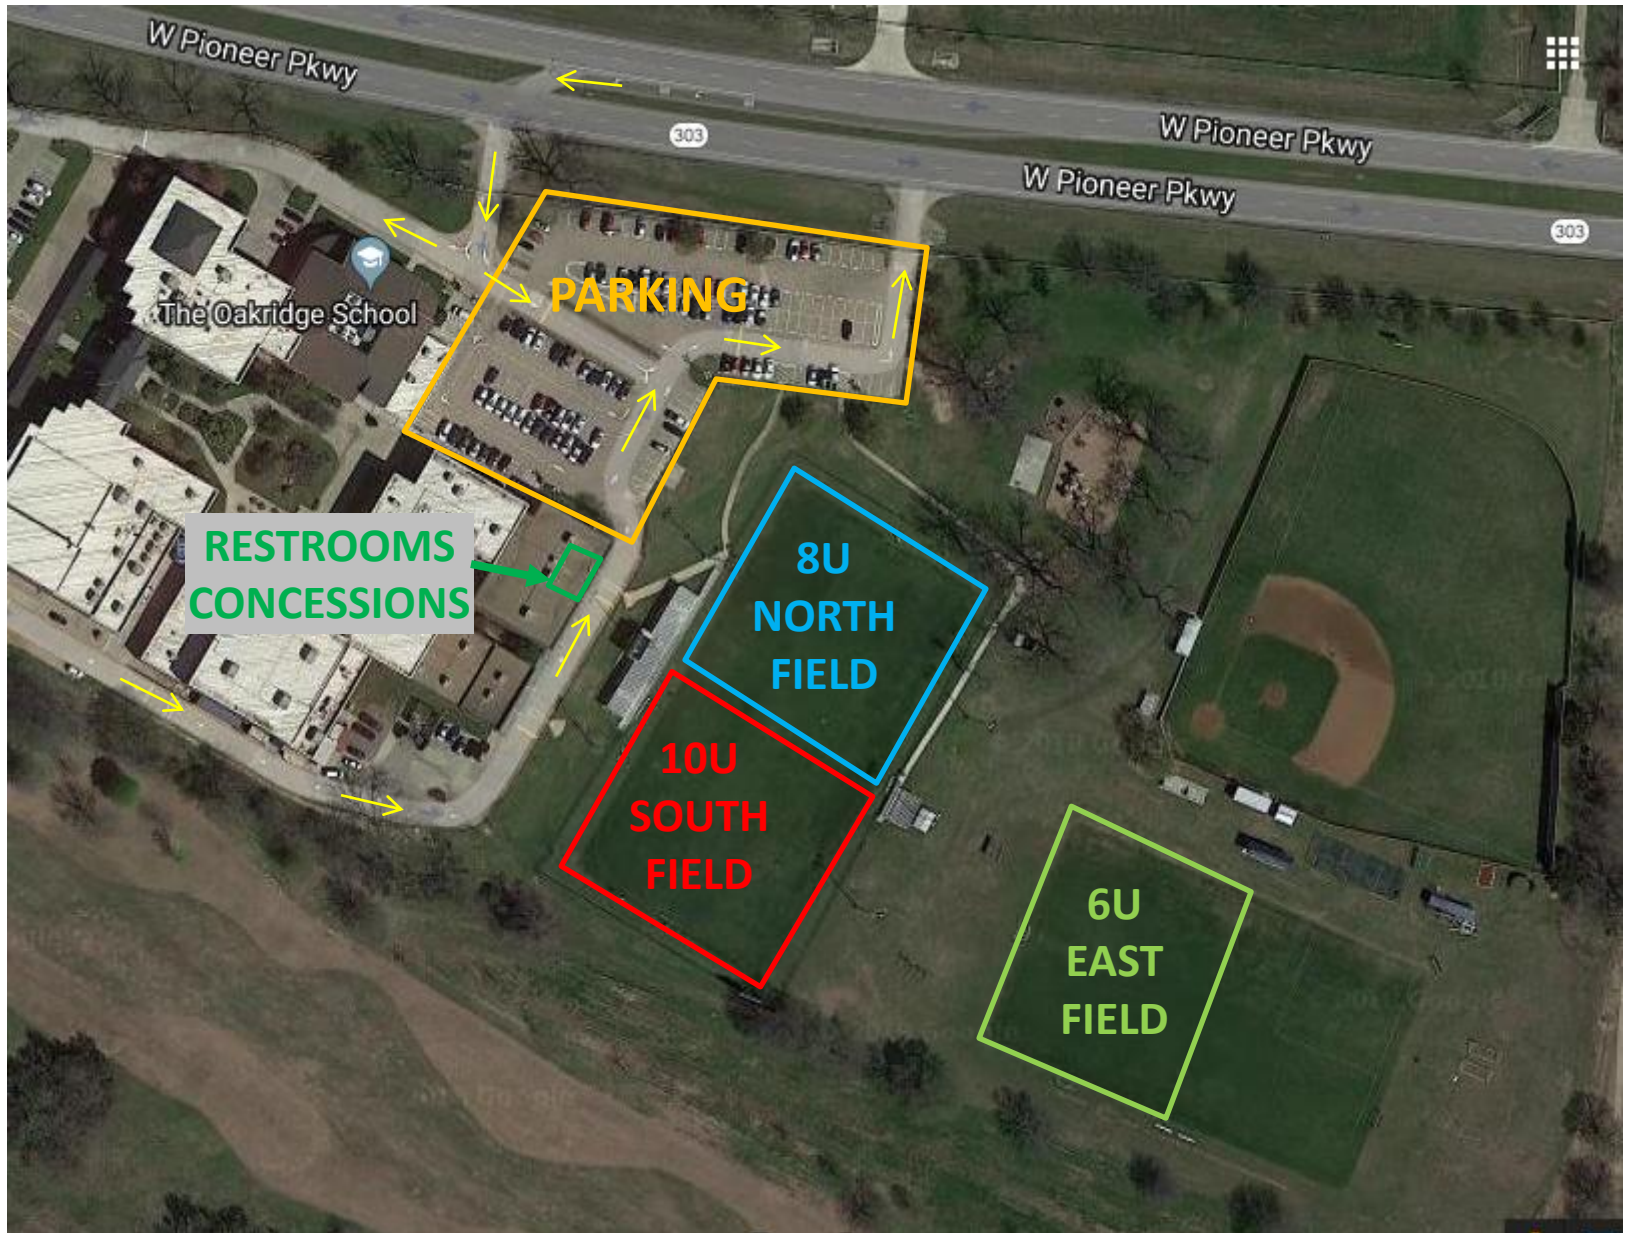 W Pioneer Pkwy
303
W Pioneer Pkwy
W Pioneer Pkwy
303
The Oakridge School
PARKING
RESTROOMS
CONCESSIONS
8U
NORTH
FIELD
10U
SOUTH
FIELD
6U
EAST
FIELD